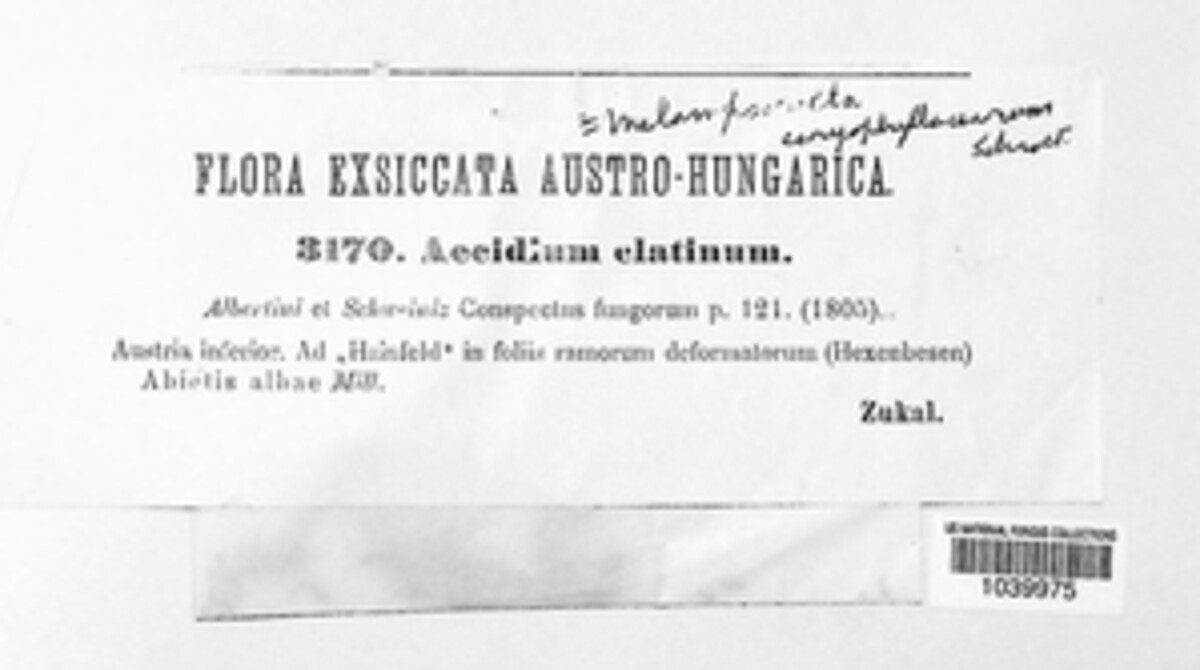 = Melampsorella
caryophyllacearum
Schroet.
FLORA EXSICCATA AUSTRO-HUNGARICA.
3170. Aecidium elatinum.
Albertini et Schweiniz Conspectus fungorum p. 121. (1805).
Austria inferior. Ad „Hainfeld“ in foliis ramorum deformatorum (Hexenbesen)
Abietis albae Mill.
Zukal.
US NATIONAL FUNGUS COLLECTIONS
1039975